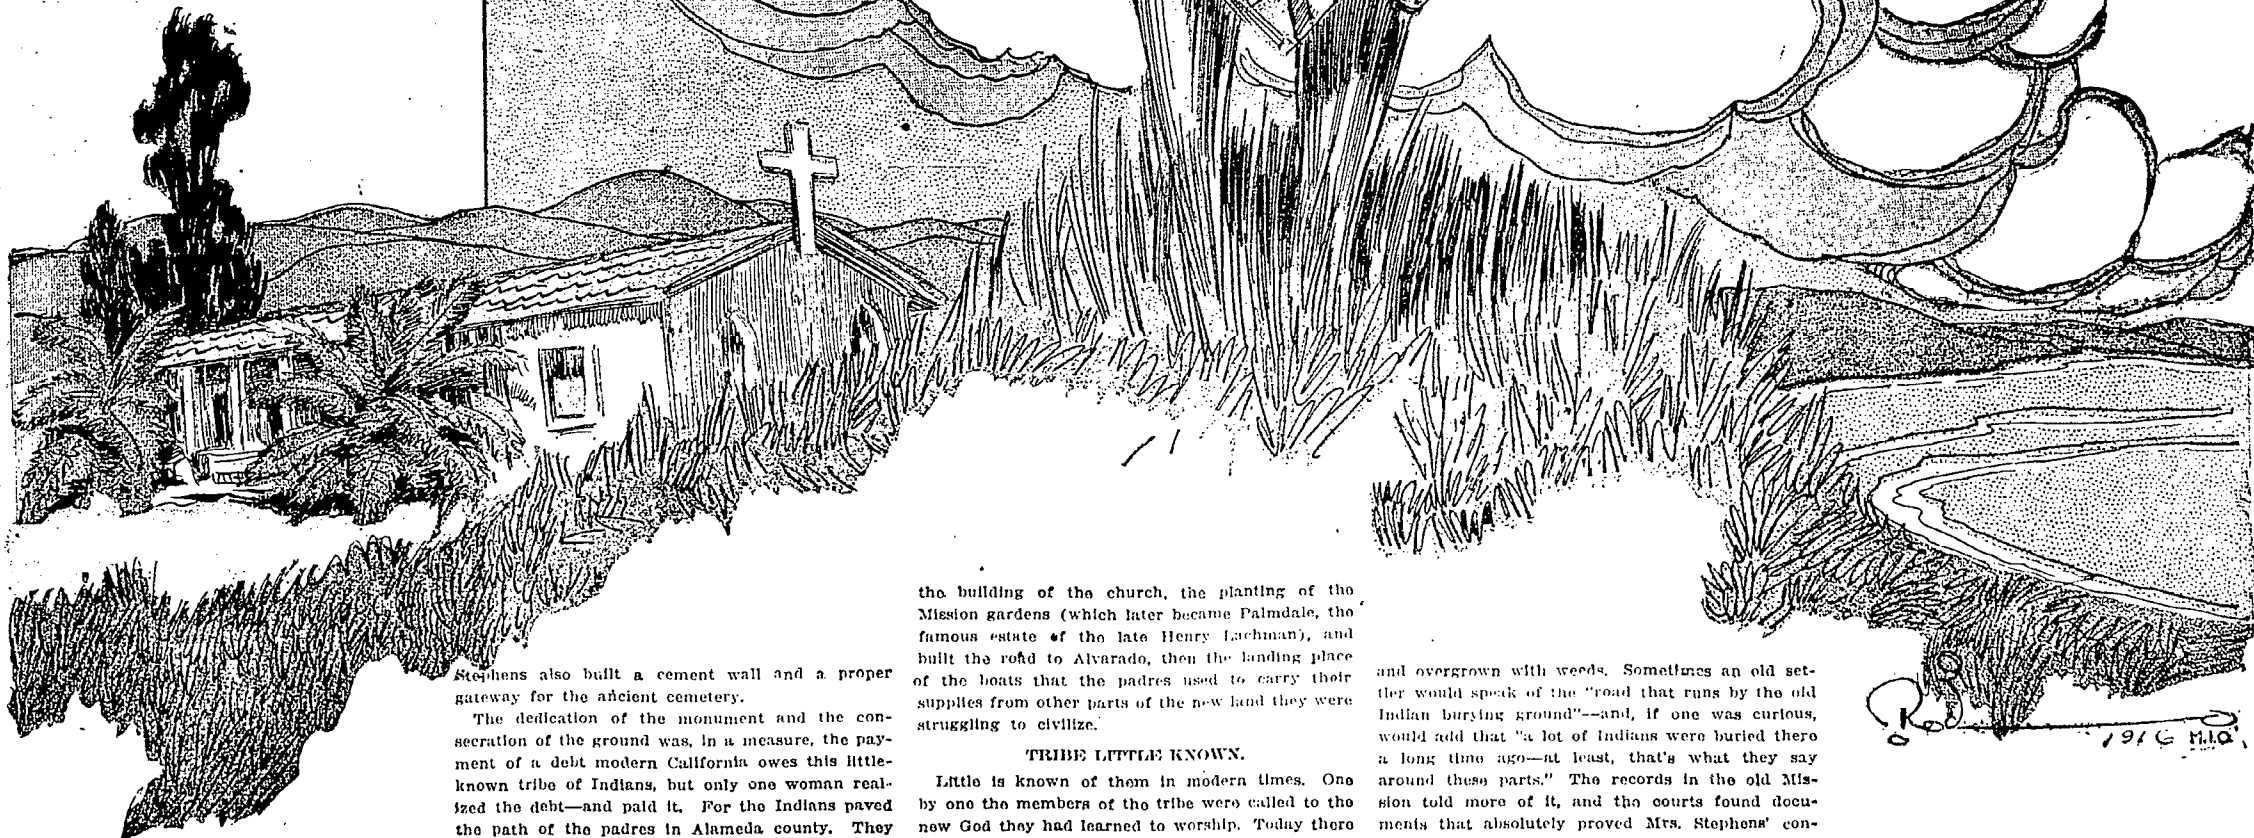 Stephens also built a cement wall and a proper
gateway for the ancient cemetery.
The dedication of the monument and the con-
secration of the ground was, in a measure, the pay-
ment of a debt modern California owes this little-
known tribe of Indians, but only one woman real-
ized the debt—and paid it. For the Indians paved
the path of the padres in Alameda county. They
the building of the church, the planting of the
Mission gardens (which later became Palmdale, the
famous estate of the late Henry Lachman), and
built the road to Alvarado, then the landing place
of the boats that the padres used to carry their
supplies from other parts of the new land they were
struggling to civilize.
TRIBE LITTLE KNOWN.
Little is known of them in modern times. One
by one the members of the tribe were called to the
new God they had learned to worship. Today there
and overgrown with weeds. Sometimes an old set-
tler would speak of the "road that runs by the old
Indian burying ground"--and, if one was curious,
would add that "a lot of Indians were buried there
a long time ago—at least, that's what they say
around these parts." The records in the old Mis-
sion told more of it, and the courts found docu-
ments that absolutely proved Mrs. Stephens' con-
1916 M.I.O.